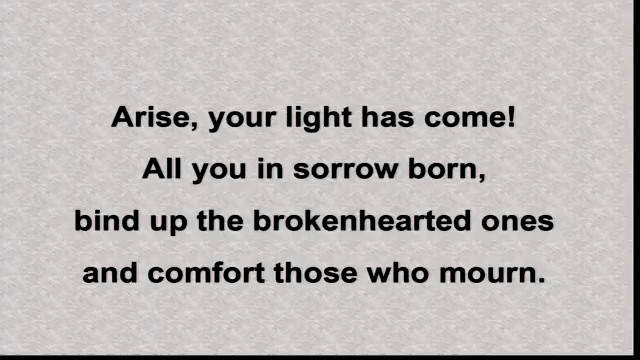 Arise, your light has come!
All you in sorrow born,
bind up the brokenhearted ones
and comfort those who mourn.